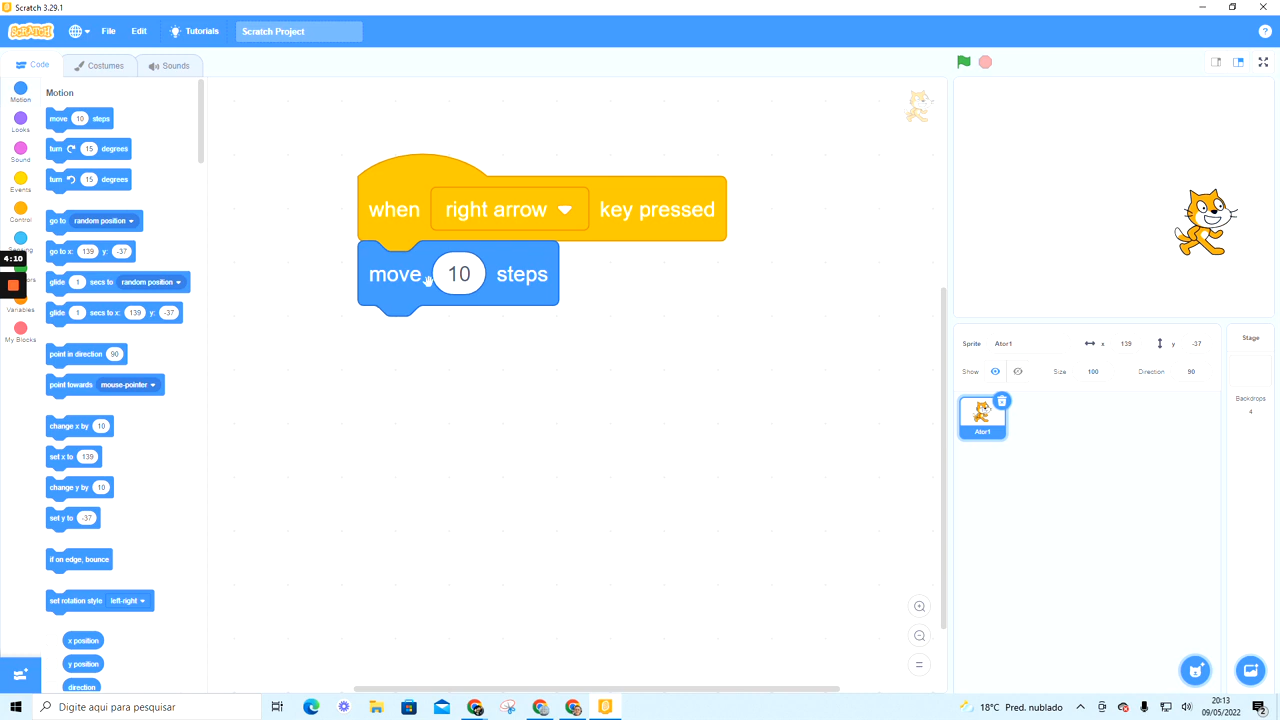 Scratch 3.29.1
SCRATCH
File
Edit
Tutorials
Scratch Project
Code
Costumes
Sounds
Motion
Looks
Sound
Events
Control
Sensing
4:10
Variables
My Blocks
Motion
move 10 steps
turn 15 degrees
turn 15 degrees
go to random position
go to x: 139 y: -37
glide 1 secs to random position
glide 1 secs to x: 139 y: -37
point in direction 90
point towards mouse-pointer
change x by 10
set x to 139
change y by 10
set y to -37
if on edge, bounce
set rotation style left-right
x position
y position
direction
when right arrow key pressed
move 10 steps
Sprite Ator1 x 139 y -37
Show Size 100 Direction 90
Ator1
Stage
Backdrops
4
Digite aqui para pesquisar
18°C Pred. nublado
20:13
09/05/2022
2